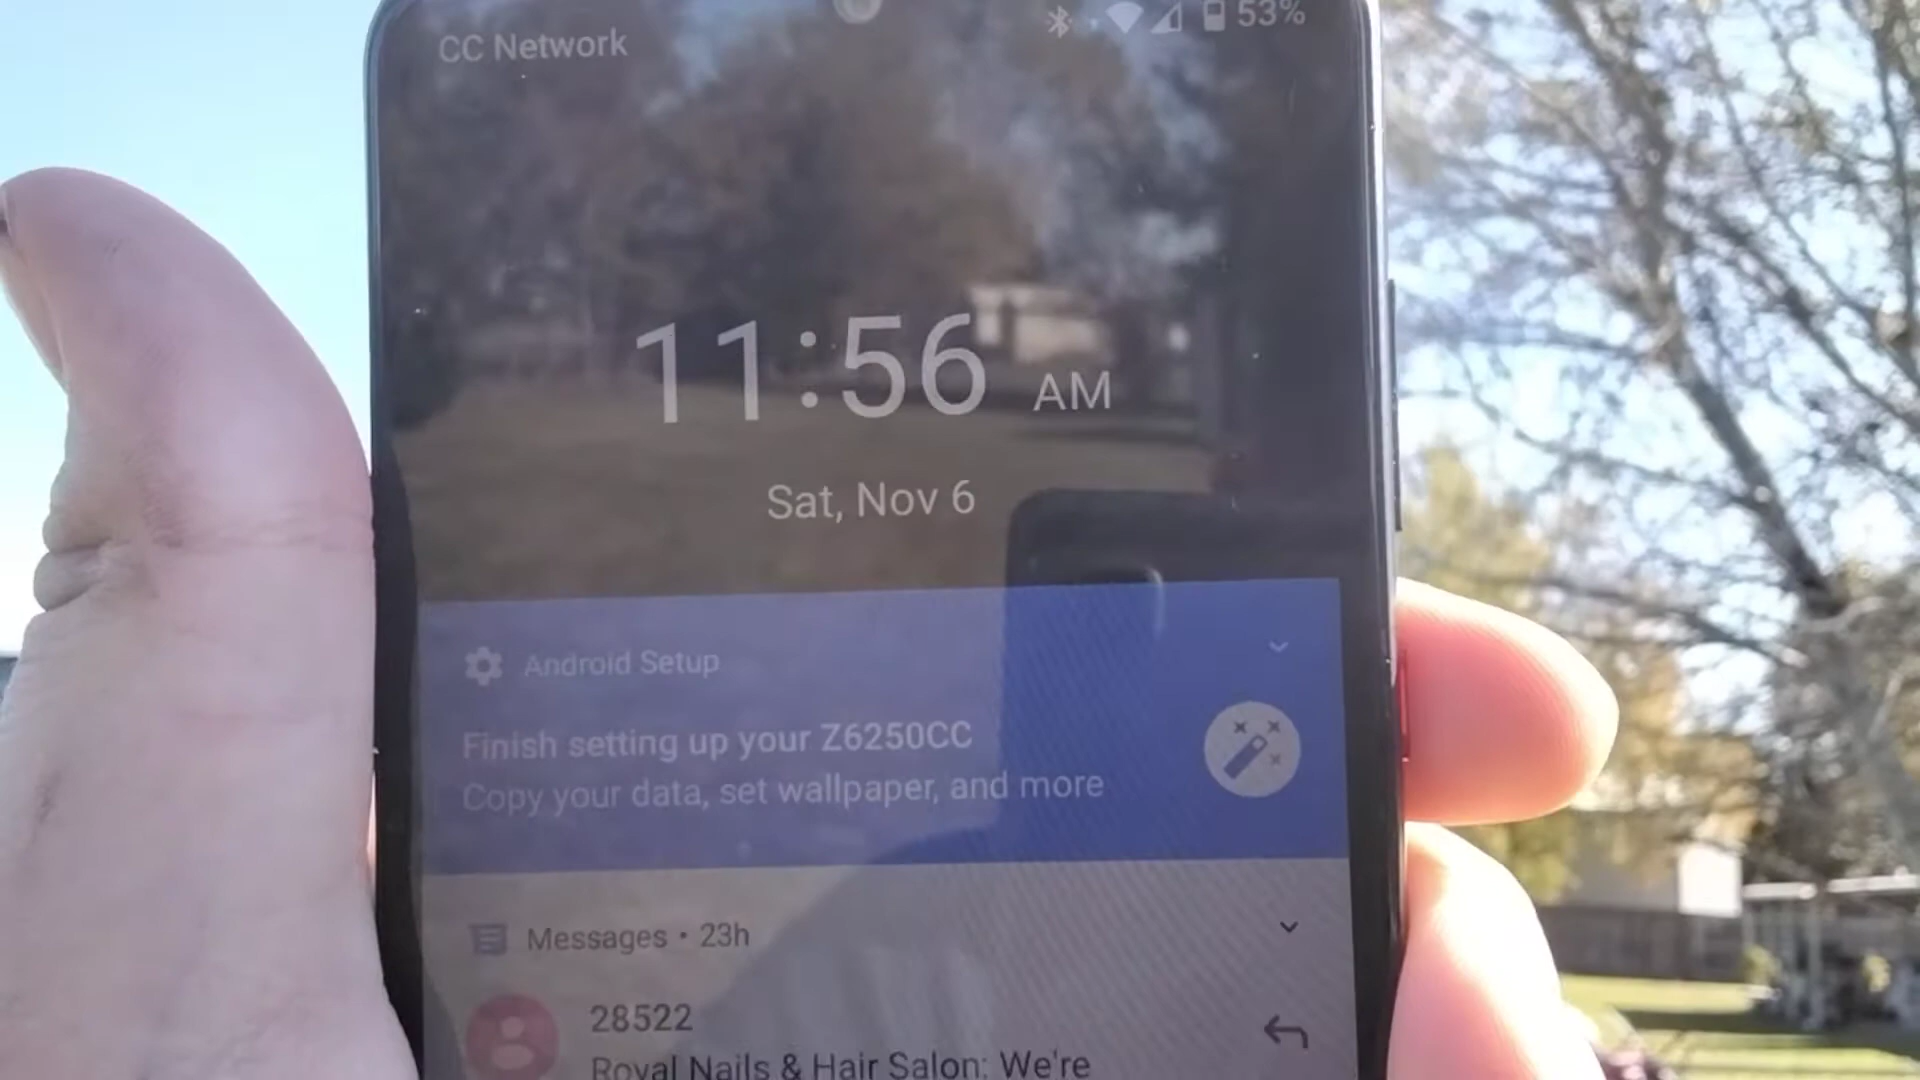 CC Network
53%
11:56 AM
Sat, Nov 6
Android Setup
Finish setting up your Z6250CC
Copy your data, set wallpaper, and more
Messages • 23h
28522
Royal Nails & Hair Salon: We're